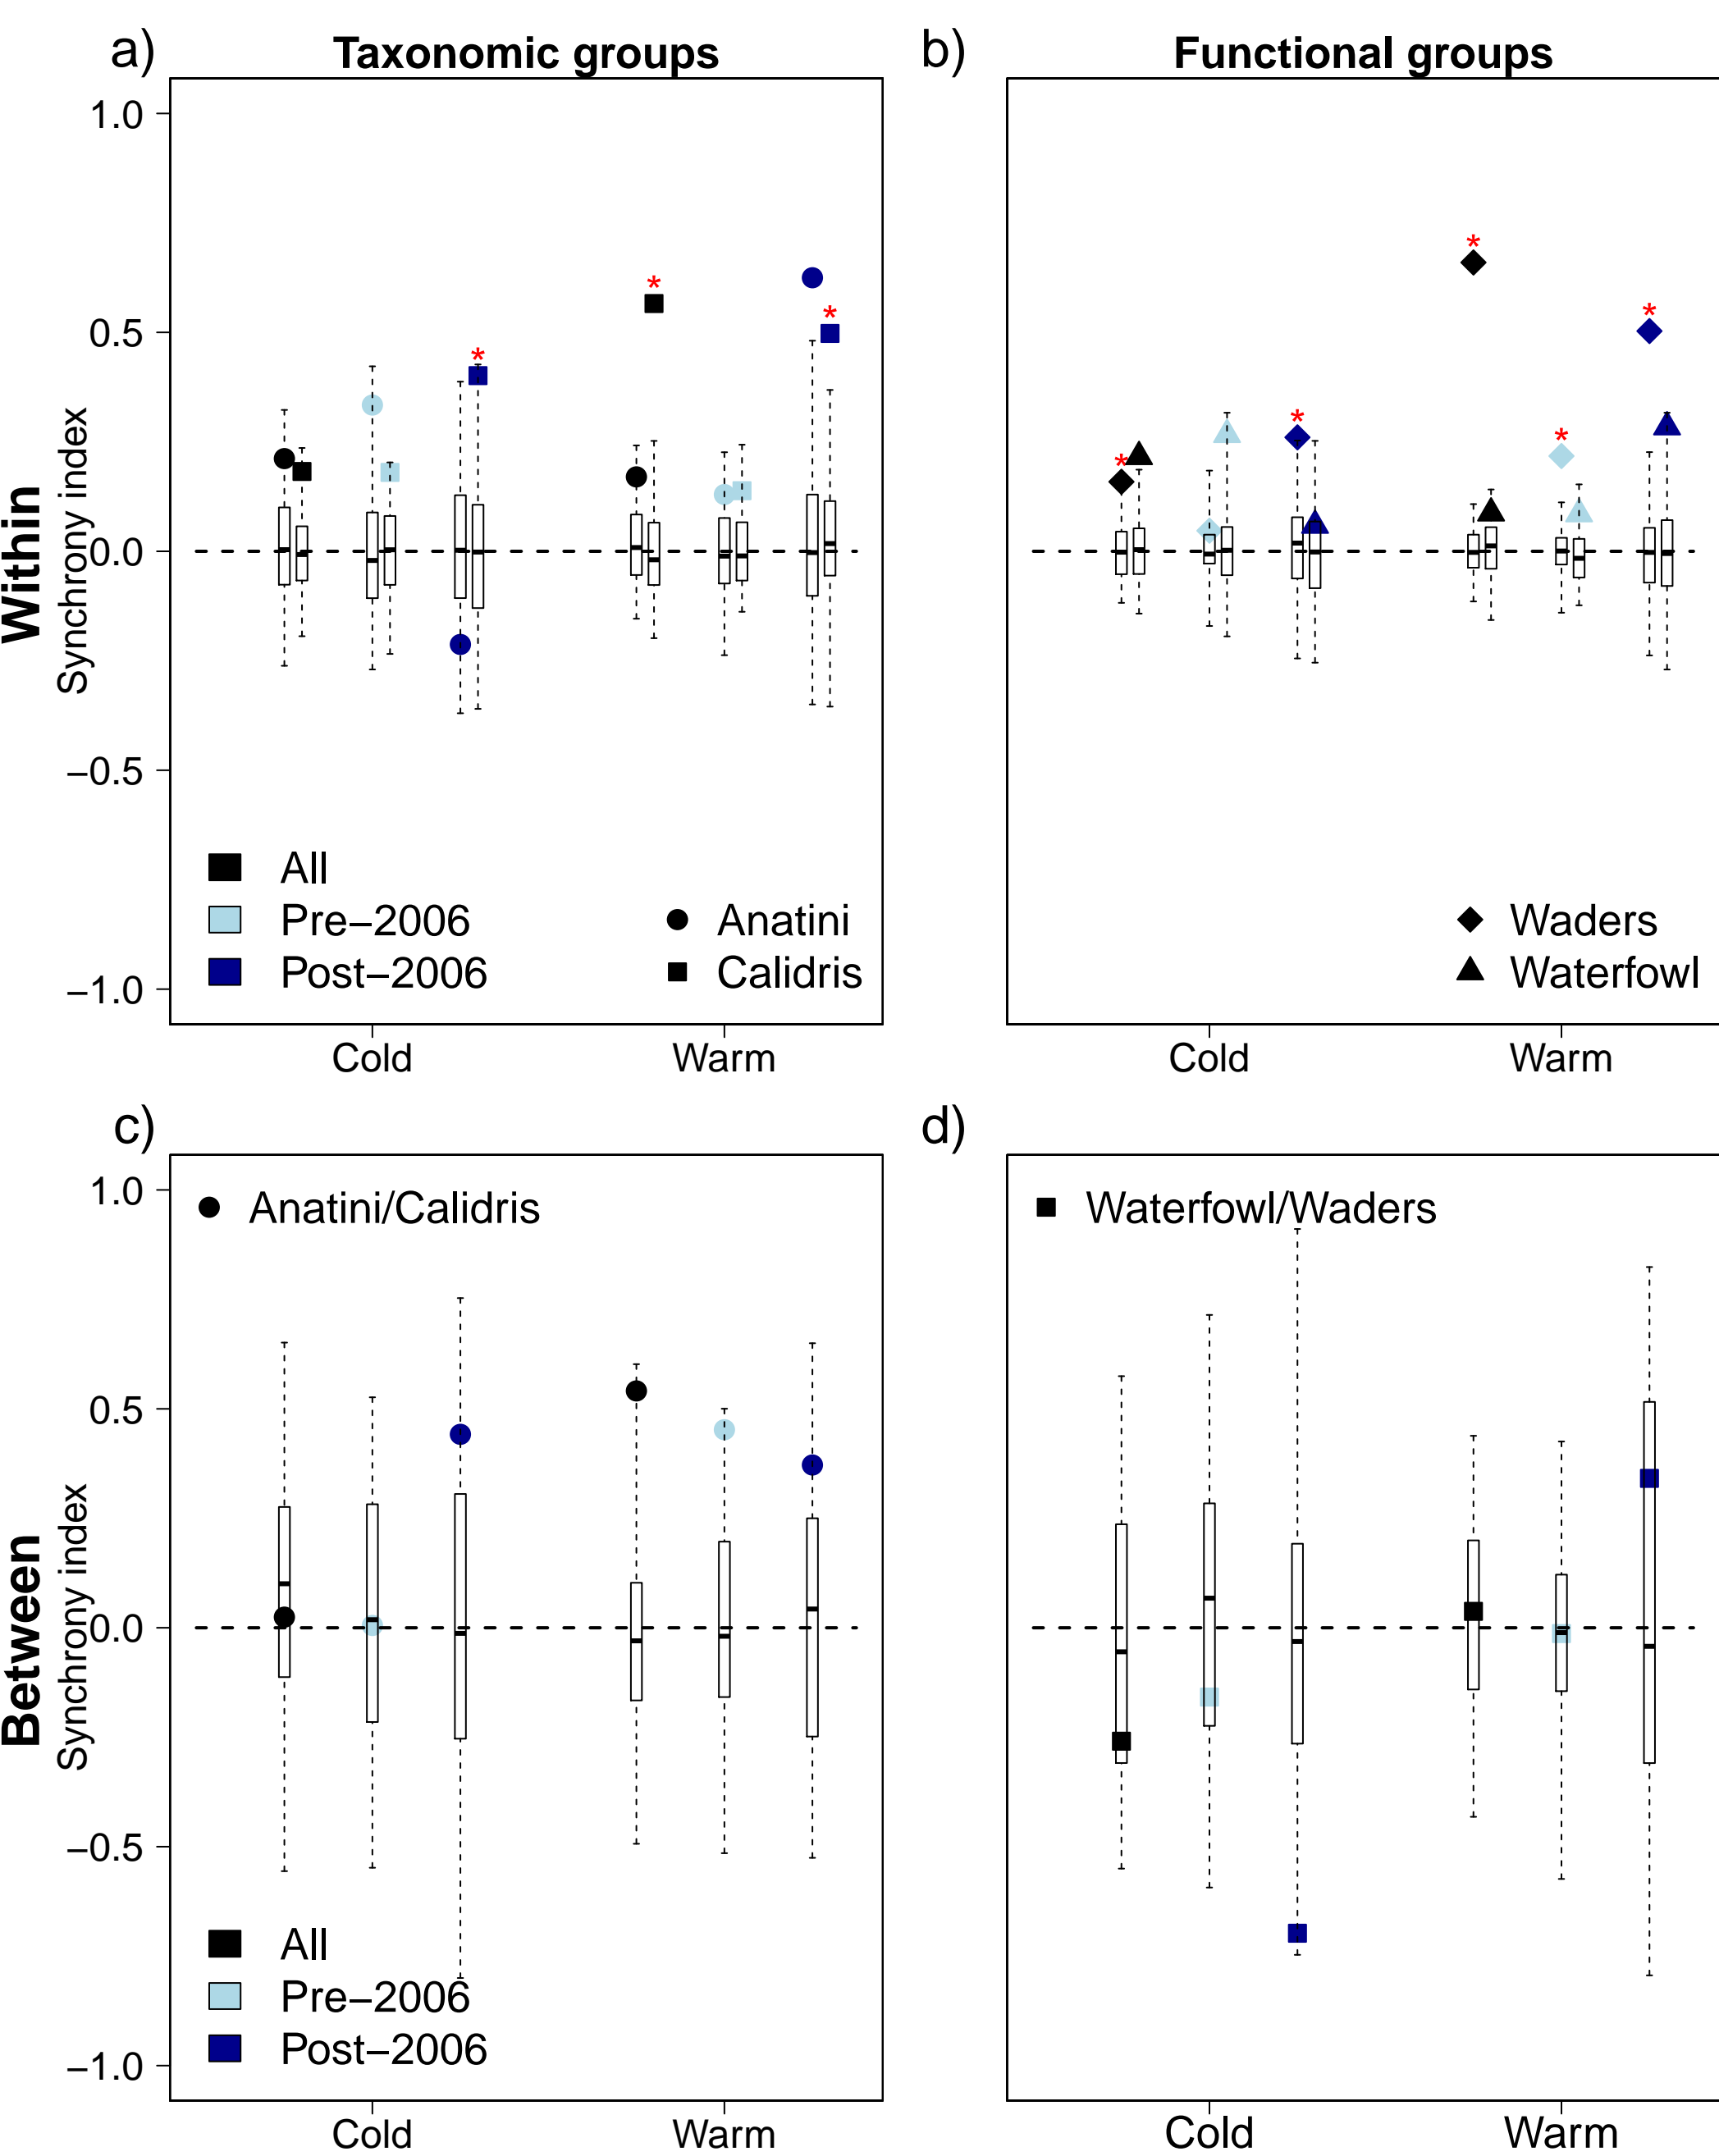 a)
Taxonomic groups
b)
Functional groups
Within
Synchrony index
1.0
0.5
0.0
−0.5
−1.0
*
*
*
*
*
*
*
*
All
Pre−2006
Post−2006
Anatini
Calidris
Waders
Waterfowl
Cold
Warm
Cold
Warm
c)
d)
Between
Synchrony index
1.0
0.5
0.0
−0.5
−1.0
Anatini/Calidris
Waterfowl/Waders
All
Pre−2006
Post−2006
Cold
Warm
Cold
Warm